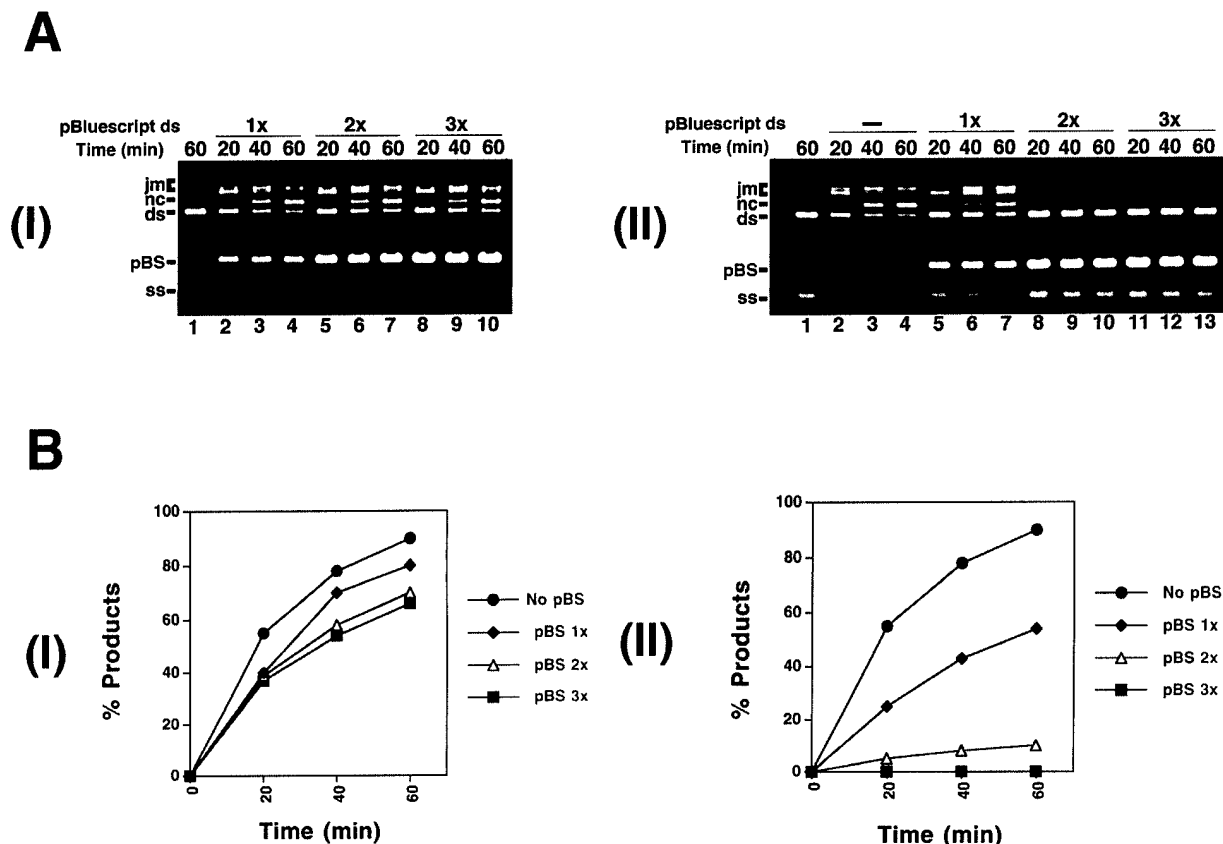 A
(I)
pBluescript ds 1x 2x 3x
Time (min) 60 20 40 60 20 40 60 20 40 60
jm
nc
ds
pBS
ss
1 2 3 4 5 6 7 8 9 10
(II)
pBluescript ds — 1x 2x 3x
Time (min) 60 20 40 60 20 40 60 20 40 60 20 40 60
jm
nc
ds
pBS
ss
1 2 3 4 5 6 7 8 9 10 11 12 13
B
(I)
% Products
100
80
60
40
20
0
0 20 40 60
Time (min)
No pBS
pBS 1x
pBS 2x
pBS 3x
(II)
% Products
100
80
60
40
20
0
0 20 40 60
Time (min)
No pBS
pBS 1x
pBS 2x
pBS 3x